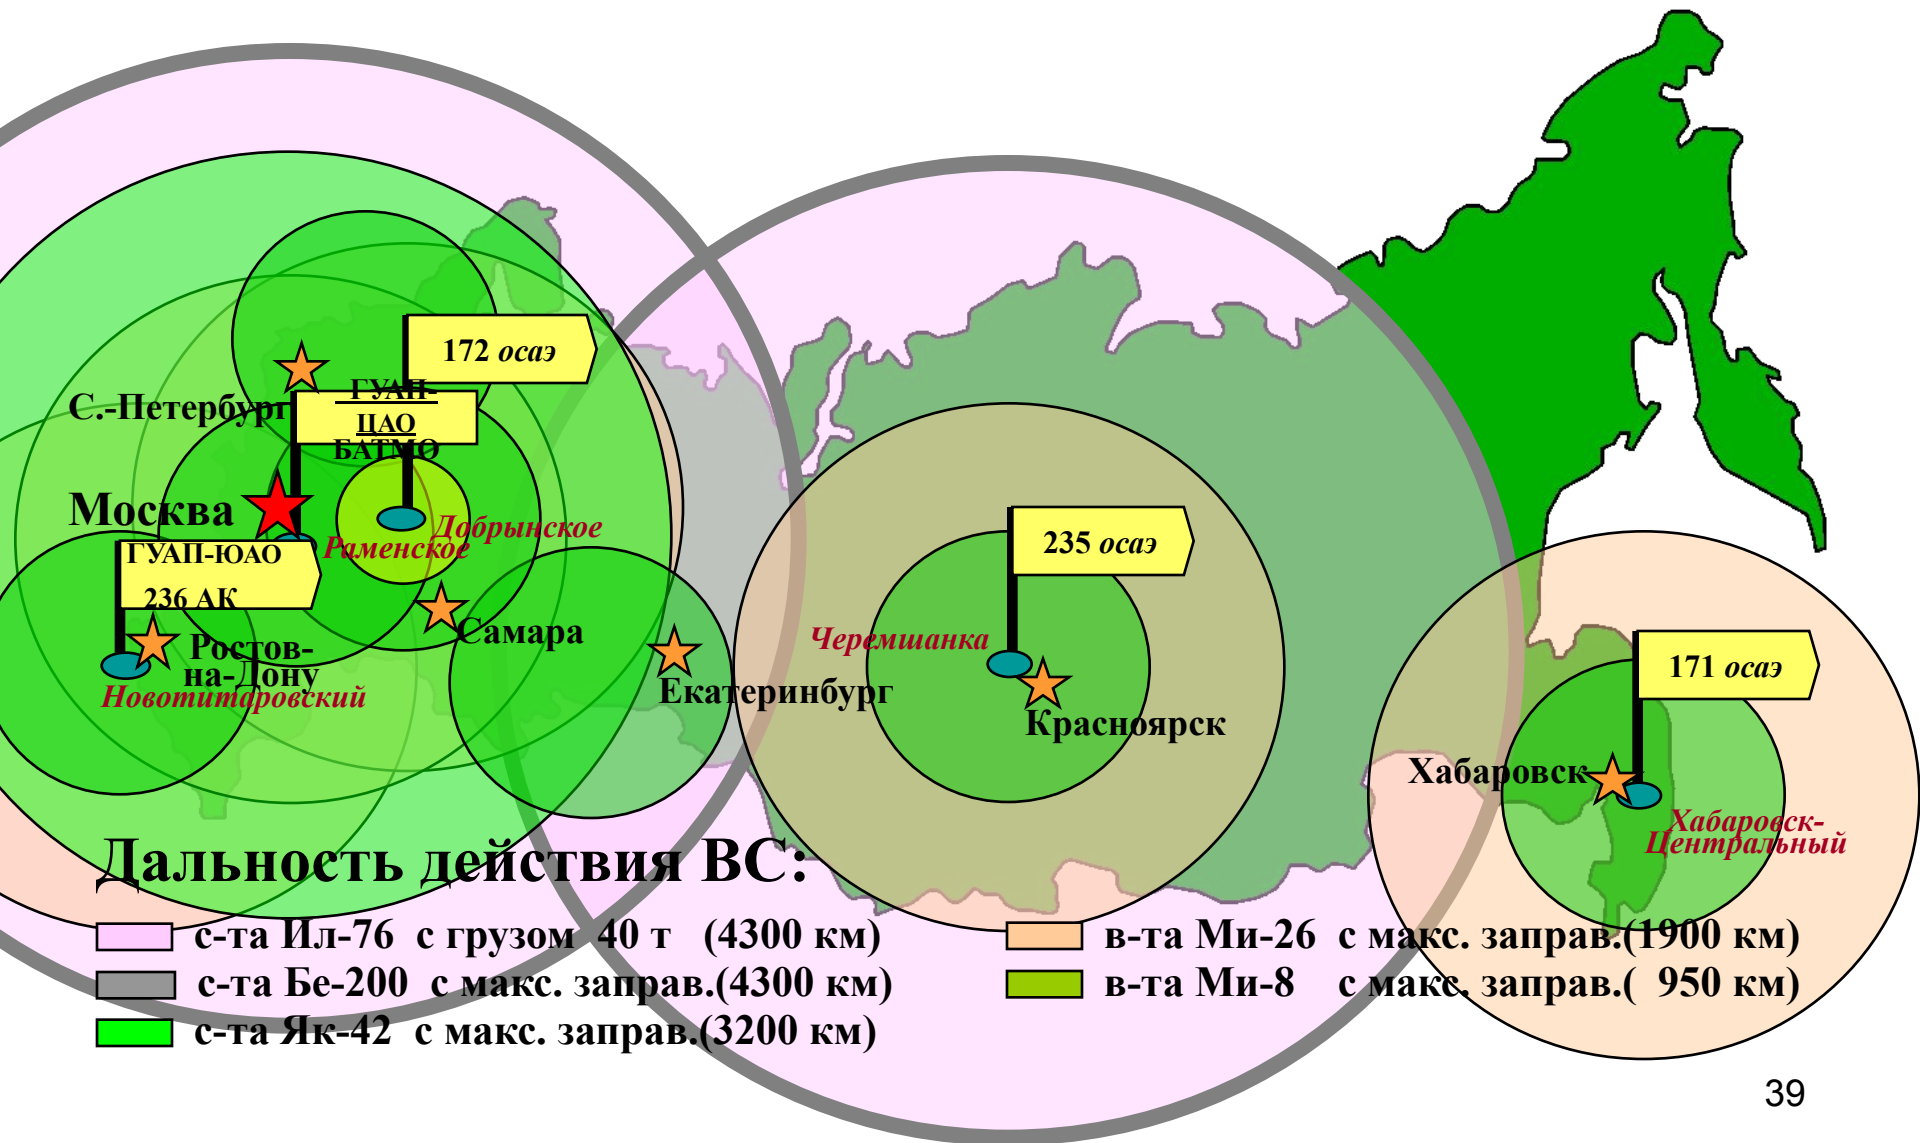 172 осаэ
С.-Петербург
ГУАП-
ЦАО
БАТМО
Москва
Добрынское
Раменское
ГУАП-ЮАО
236 АК
Ростов-
на-Дону
Новотитаровский
Самара
Екатеринбург
235 осаэ
Черемшанка
Красноярск
171 осаэ
Хабаровск
Хабаровск-
Центральный
Дальность действия ВС:
с-та Ил-76 с грузом 40 т (4300 км)
с-та Бе-200 с макс. заправ.(4300 км)
с-та Як-42 с макс. заправ.(3200 км)
в-та Ми-26 с макс. заправ.(1900 км)
в-та Ми-8 с макс. заправ.( 950 км)
39